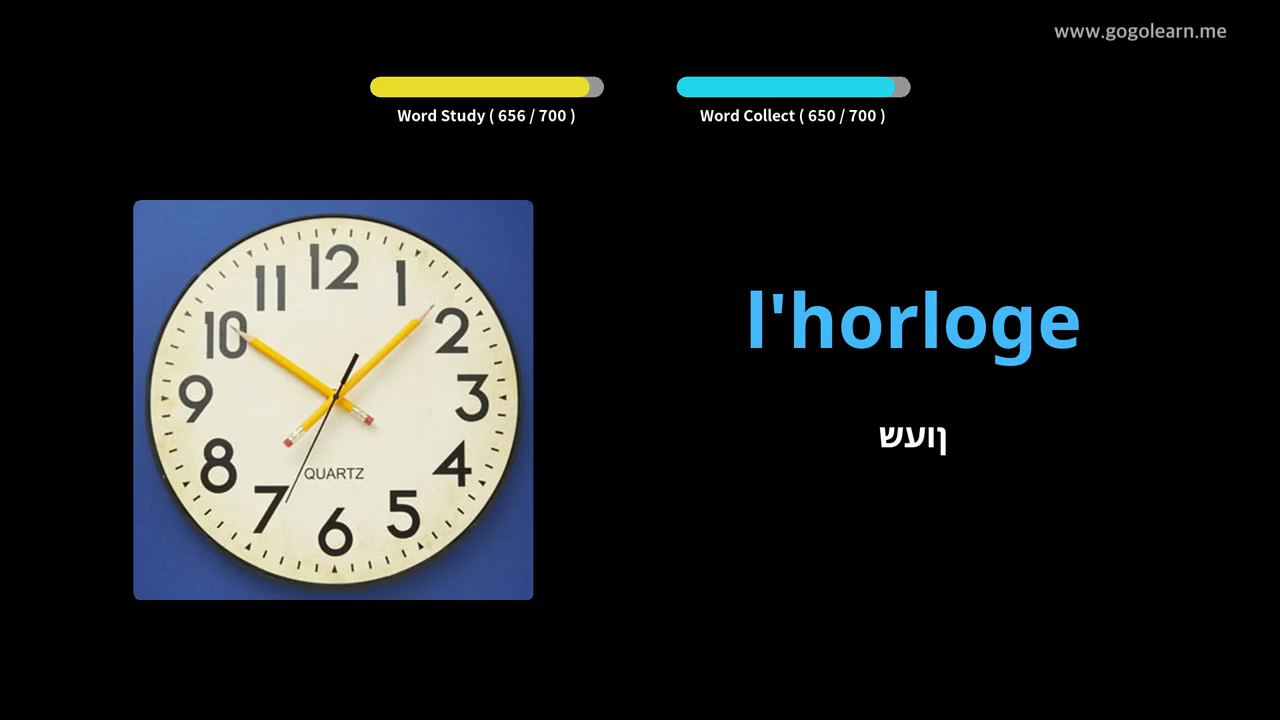 www.gogolearn.me
Word Study ( 656 / 700 )
Word Collect ( 650 / 700 )
12
11
1
10
2
9
3
8
4
QUARTZ
7
5
6
l'horloge
ןועש